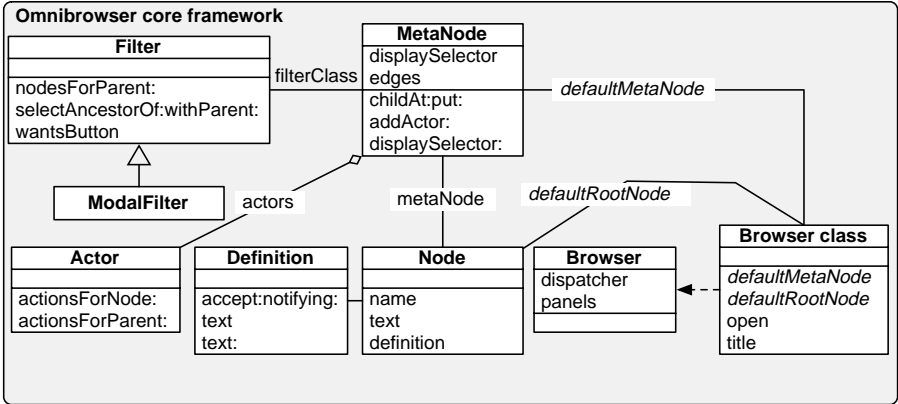 Omnibrowser core framework
Filter
nodesForParent:
selectAncestorOf:withParent:
wantsButton
filterClass
MetaNode
displaySelector
edges
childAt:put:
addActor:
displaySelector:
defaultMetaNode
ModalFilter
actors
metaNode
defaultRootNode
Actor
actionsForNode:
actionsForParent:
Definition
accept:notifying:
text
text:
Node
name
text
definition
Browser
dispatcher
panels
Browser class
defaultMetaNode
defaultRootNode
open
title